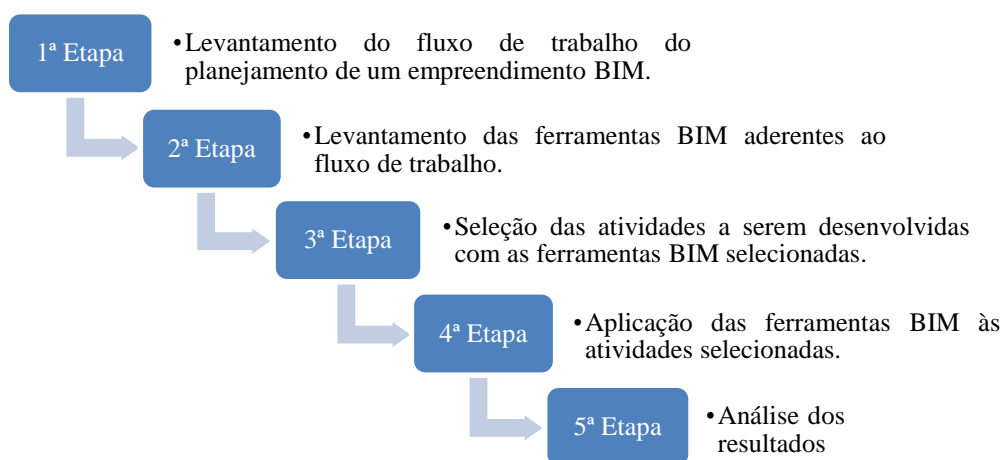 1ª Etapa
•Levantamento do fluxo de trabalho do
planejamento de um empreendimento BIM.
2ª Etapa
•Levantamento das ferramentas BIM aderentes ao
fluxo de trabalho.
3ª Etapa
•Seleção das atividades a serem desenvolvidas
com as ferramentas BIM selecionadas.
4ª Etapa
•Aplicação das ferramentas BIM às
atividades selecionadas.
5ª Etapa
•Análise dos
resultados